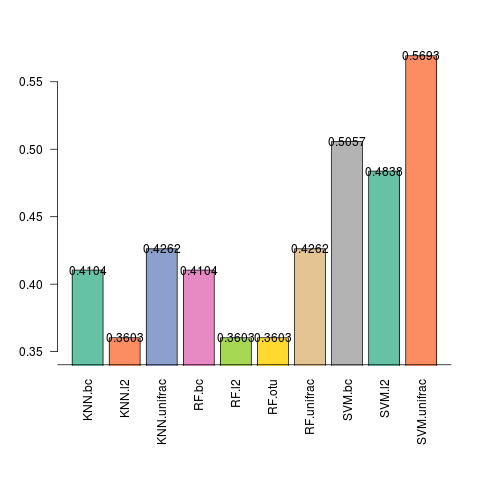 0.5693
0.55
0.5057
0.50
0.4838
0.45
0.4262
0.4262
0.4104
0.4104
0.40
0.3603
0.3603
0.3603
0.35
KNN.bc
KNN.l2
KNN.unifrac
RF.bc
RF.l2
RF.otu
RF.unifrac
SVM.bc
SVM.l2
SVM.unifrac